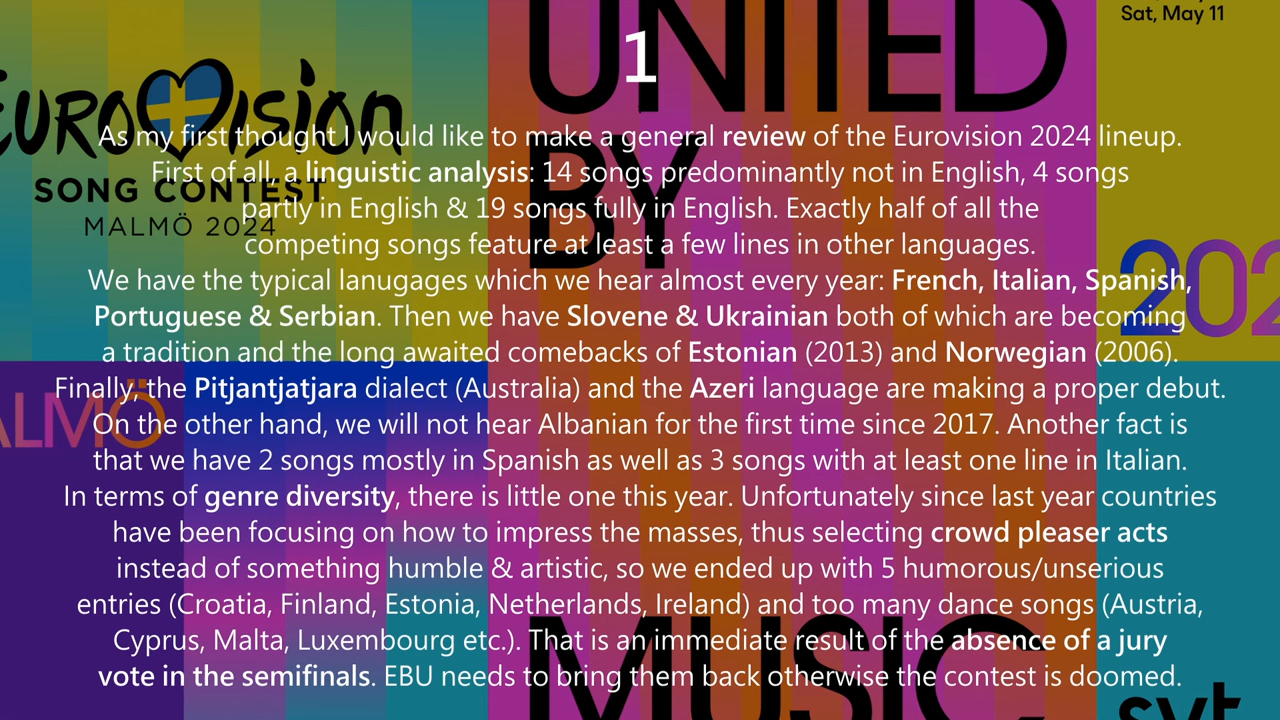 Sat, May 11
UNITED
1
EUROVISION
SONG CONTEST
MALMÖ 2024
BY
202
ALMÖ
MUSIC
svt
As my first thought I would like to make a general review of the Eurovision 2024 lineup.
First of all, a linguistic analysis: 14 songs predominantly not in English, 4 songs
partly in English & 19 songs fully in English. Exactly half of all the
competing songs feature at least a few lines in other languages.
We have the typical lanugages which we hear almost every year: French, Italian, Spanish,
Portuguese & Serbian. Then we have Slovene & Ukrainian both of which are becoming
a tradition and the long awaited comebacks of Estonian (2013) and Norwegian (2006).
Finally, the Pitjantjatjara dialect (Australia) and the Azeri language are making a proper debut.
On the other hand, we will not hear Albanian for the first time since 2017. Another fact is
that we have 2 songs mostly in Spanish as well as 3 songs with at least one line in Italian.
In terms of genre diversity, there is little one this year. Unfortunately since last year countries
have been focusing on how to impress the masses, thus selecting crowd pleaser acts
instead of something humble & artistic, so we ended up with 5 humorous/unserious
entries (Croatia, Finland, Estonia, Netherlands, Ireland) and too many dance songs (Austria,
Cyprus, Malta, Luxembourg etc.). That is an immediate result of the absence of a jury
vote in the semifinals. EBU needs to bring them back otherwise the contest is doomed.